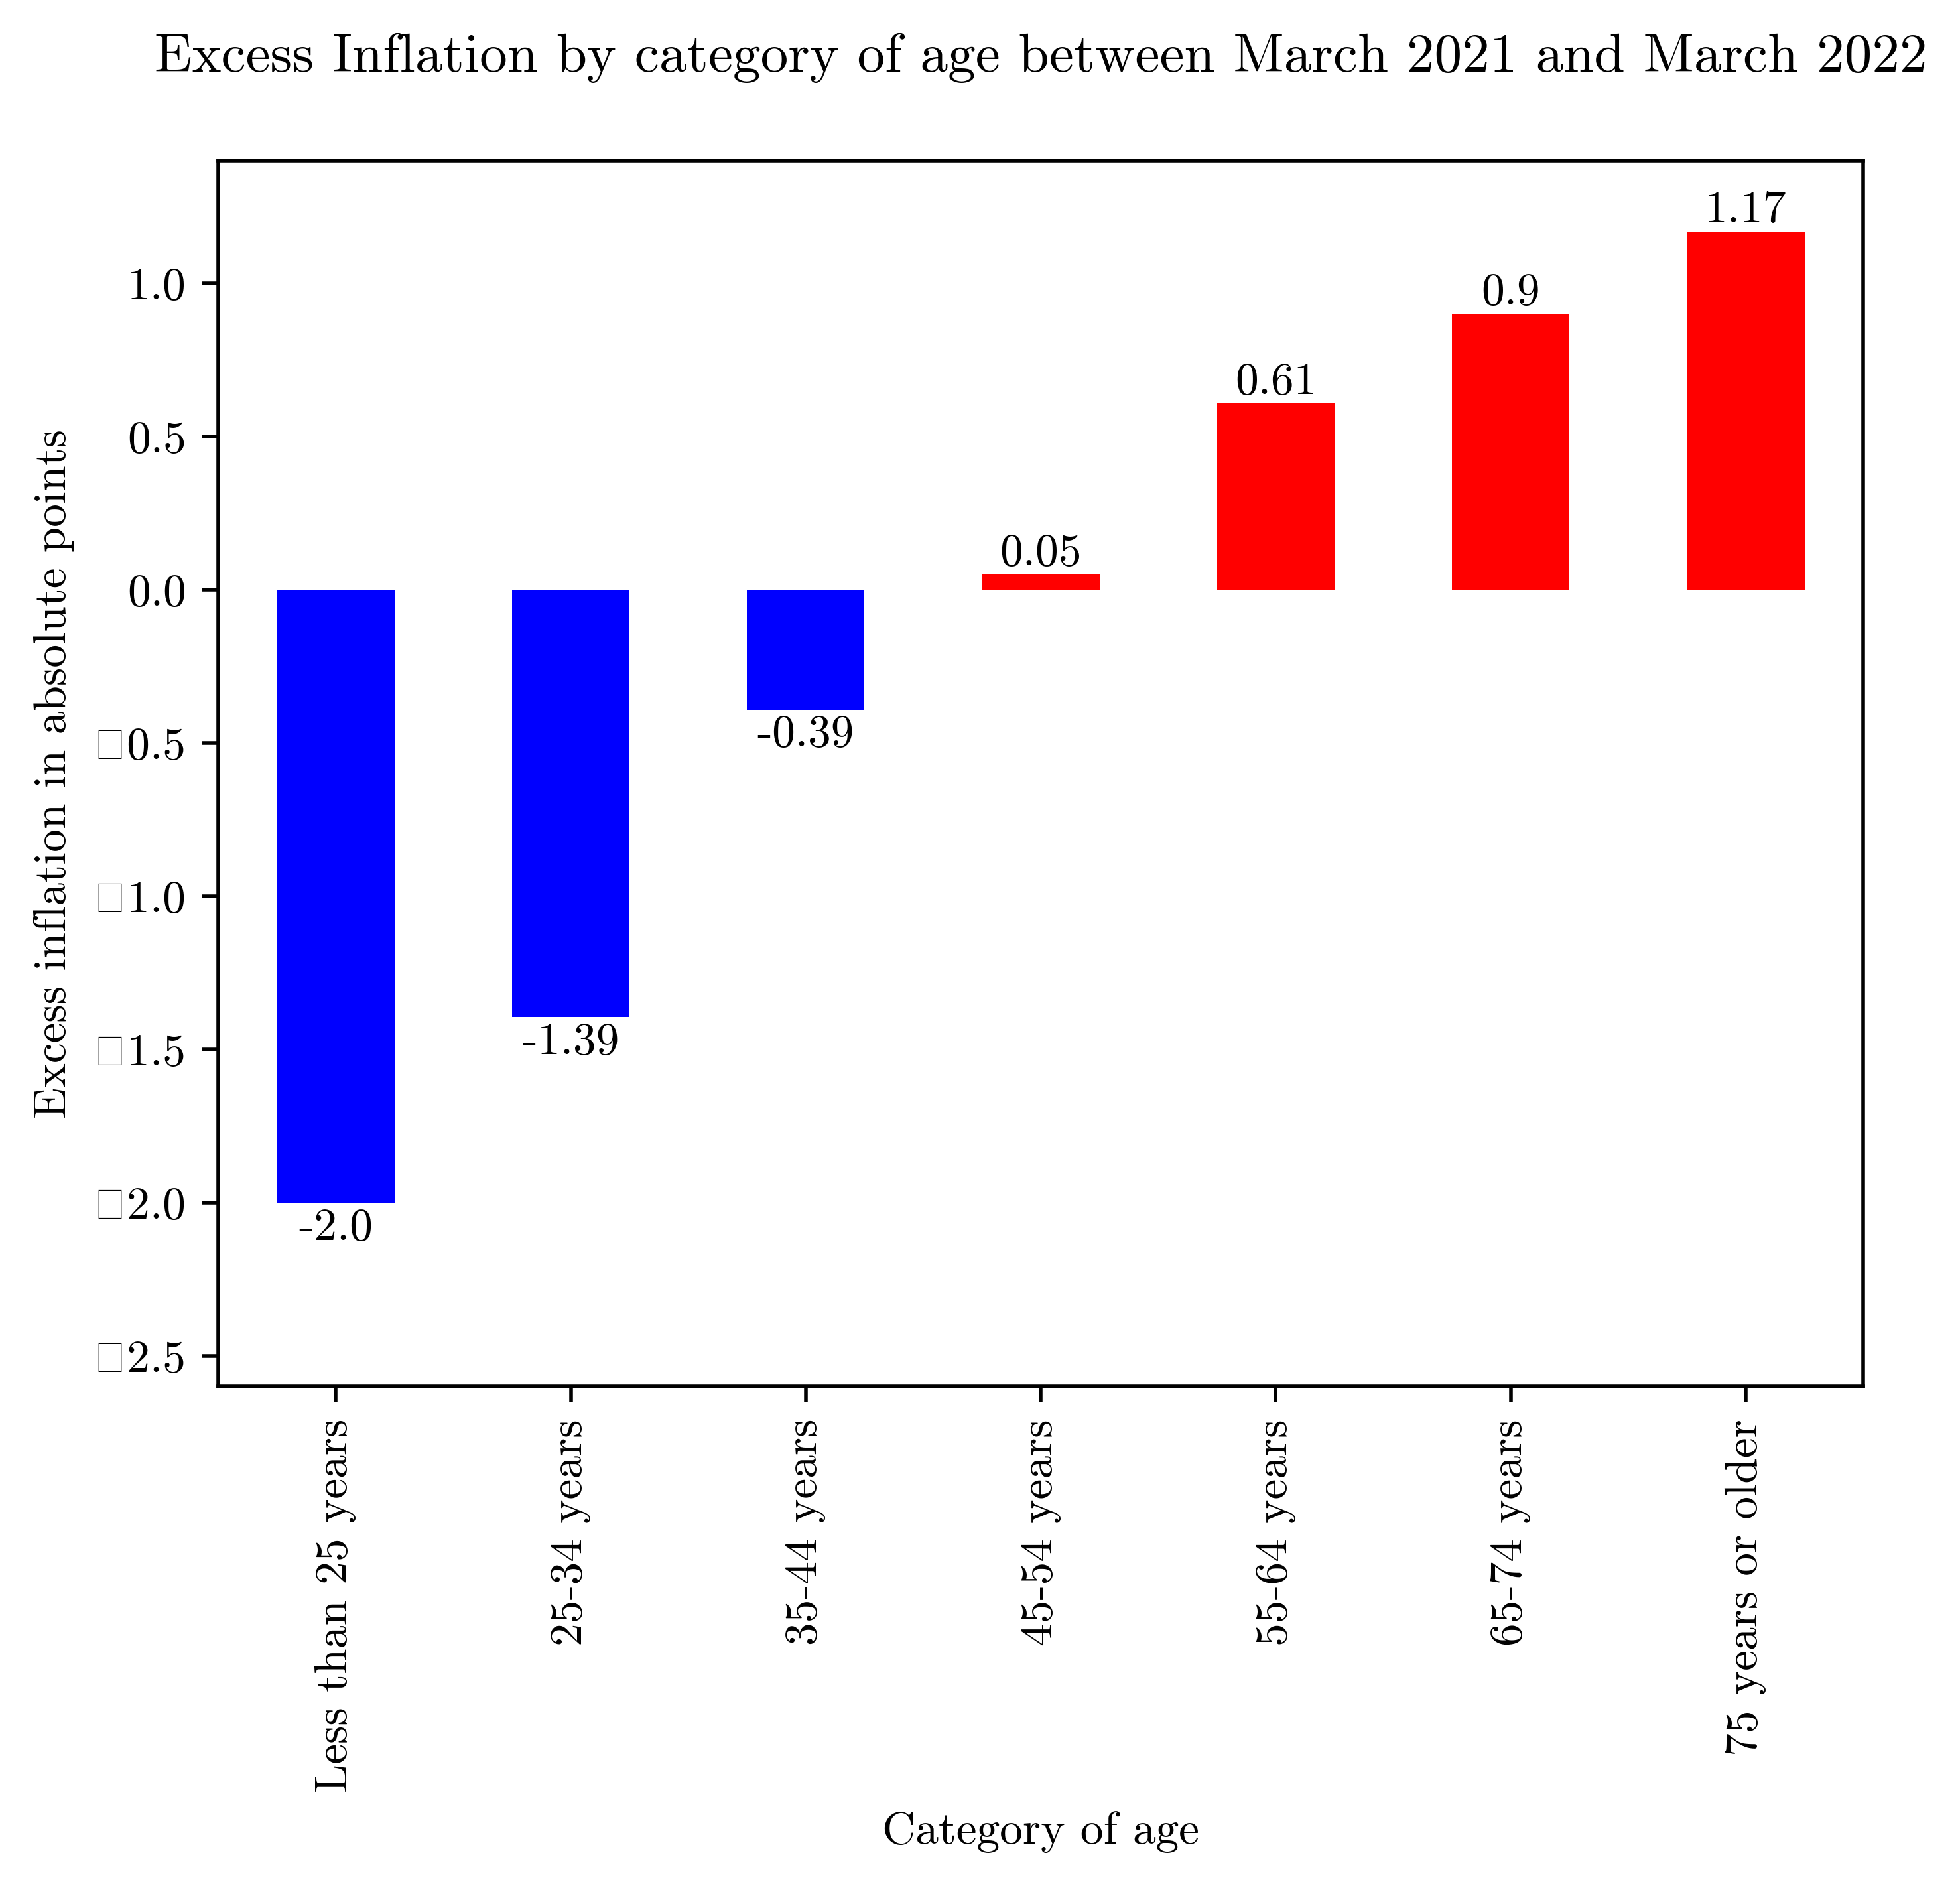 Excess Inflation by category of age between March 2021 and March 2022
1.17
1.0
0.9
0.61
0.5
0.05
0.0
-0.39
□0.5
□1.0
-1.39
□1.5
□2.0
-2.0
□2.5
Excess inflation in absolute points
Less than 25 years
25-34 years
35-44 years
45-54 years
55-64 years
65-74 years
75 years or older
Category of age